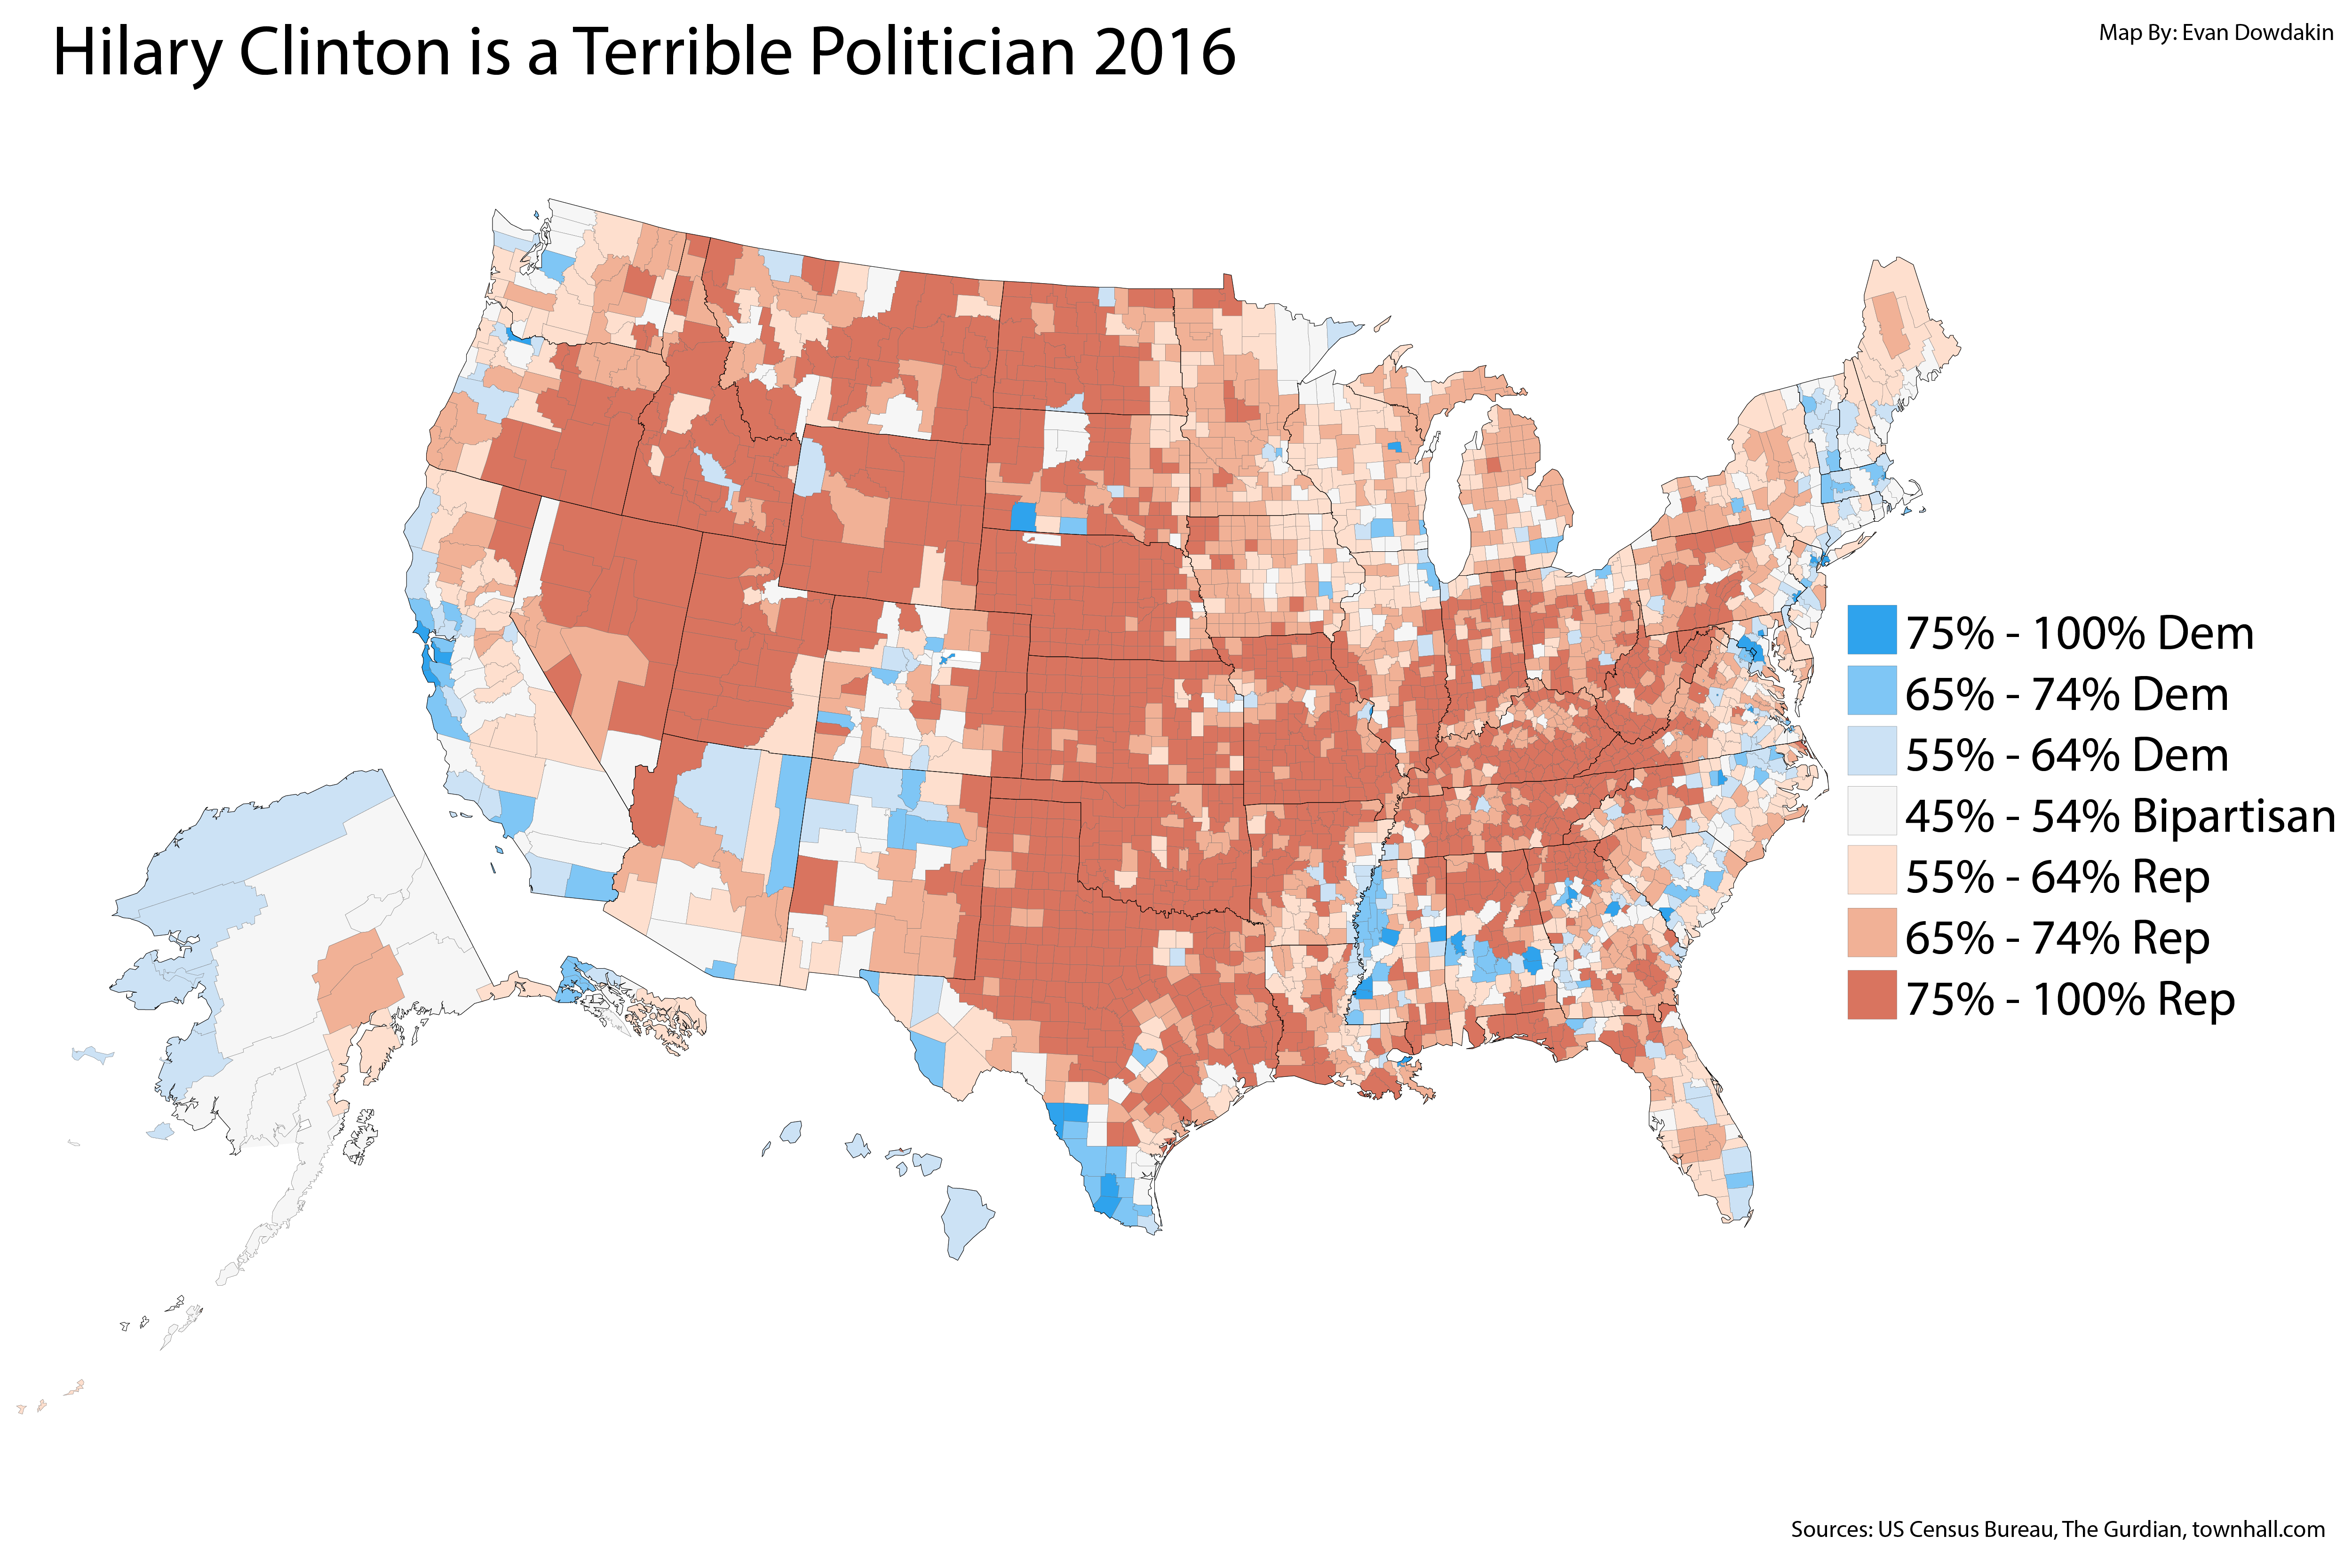 Hilary Clinton is a Terrible Politician 2016
Map By: Evan Dowdakin
75% - 100% Dem
65% - 74% Dem
55% - 64% Dem
45% - 54% Bipartisan
55% - 64% Rep
65% - 74% Rep
75% - 100% Rep
Sources: US Census Bureau, The Gurdian, townhall.com